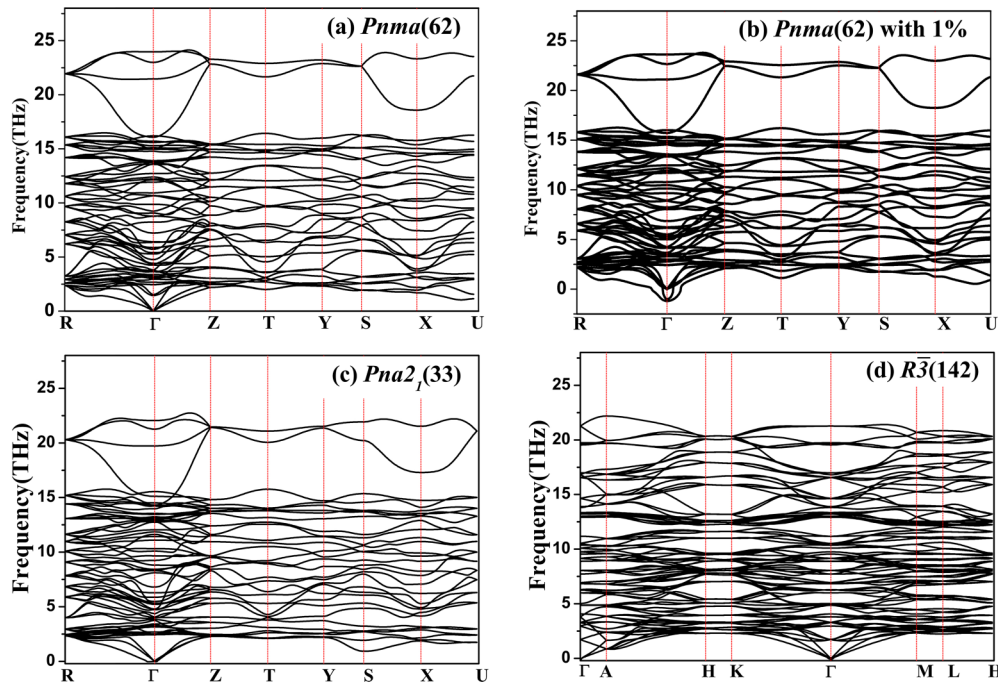 (a) Pnma(62)
25
20
15
10
5
0
Frequency(THz)
R Γ Z T Y S X U
(b) Pnma(62) with 1%
25
20
15
10
5
0
Frequency(THz)
R Γ Z T Y S X U
(c) Pna2₁(33)
25
20
15
10
5
0
Frequency(THz)
R Γ Z T Y S X U
(d) R3̅(142)
25
20
15
10
5
0
Frequency(THz)
Γ A H K Γ M L H